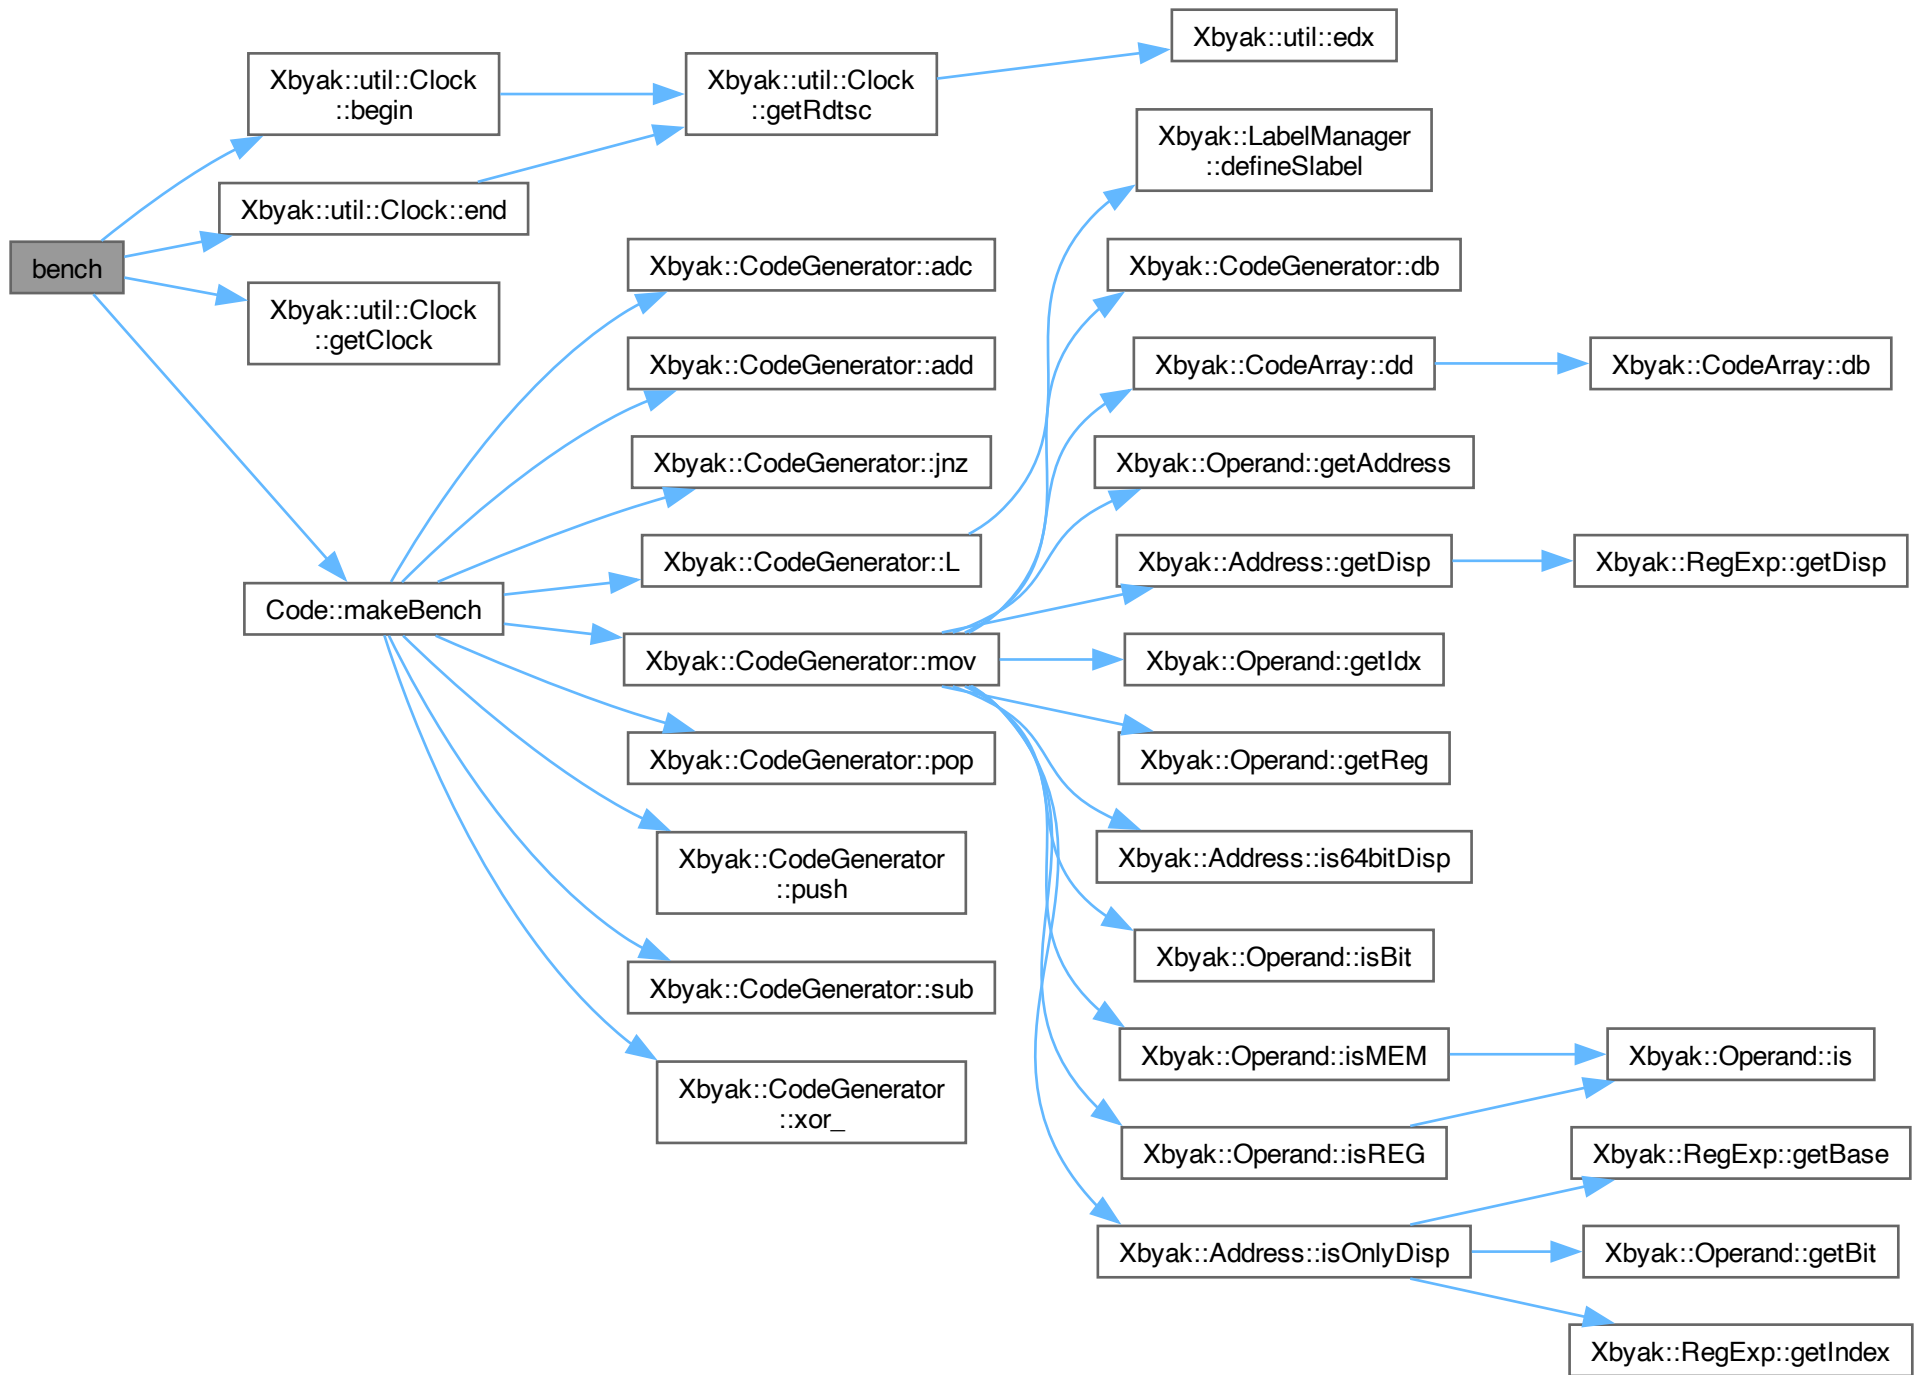 bench
Xbyak::util::Clock
::begin
Xbyak::util::Clock::end
Xbyak::util::Clock
::getClock
Code::makeBench
Xbyak::util::Clock
::getRdtsc
Xbyak::CodeGenerator::adc
Xbyak::CodeGenerator::add
Xbyak::CodeGenerator::jnz
Xbyak::CodeGenerator::L
Xbyak::CodeGenerator::mov
Xbyak::CodeGenerator::pop
Xbyak::CodeGenerator
::push
Xbyak::CodeGenerator::sub
Xbyak::CodeGenerator
::xor_
Xbyak::util::edx
Xbyak::LabelManager
::defineSlabel
Xbyak::CodeGenerator::db
Xbyak::CodeArray::dd
Xbyak::Operand::getAddress
Xbyak::Address::getDisp
Xbyak::Operand::getIdx
Xbyak::Operand::getReg
Xbyak::Address::is64bitDisp
Xbyak::Operand::isBit
Xbyak::Operand::isMEM
Xbyak::Operand::isREG
Xbyak::Address::isOnlyDisp
Xbyak::CodeArray::db
Xbyak::RegExp::getDisp
Xbyak::Operand::is
Xbyak::RegExp::getBase
Xbyak::Operand::getBit
Xbyak::RegExp::getIndex